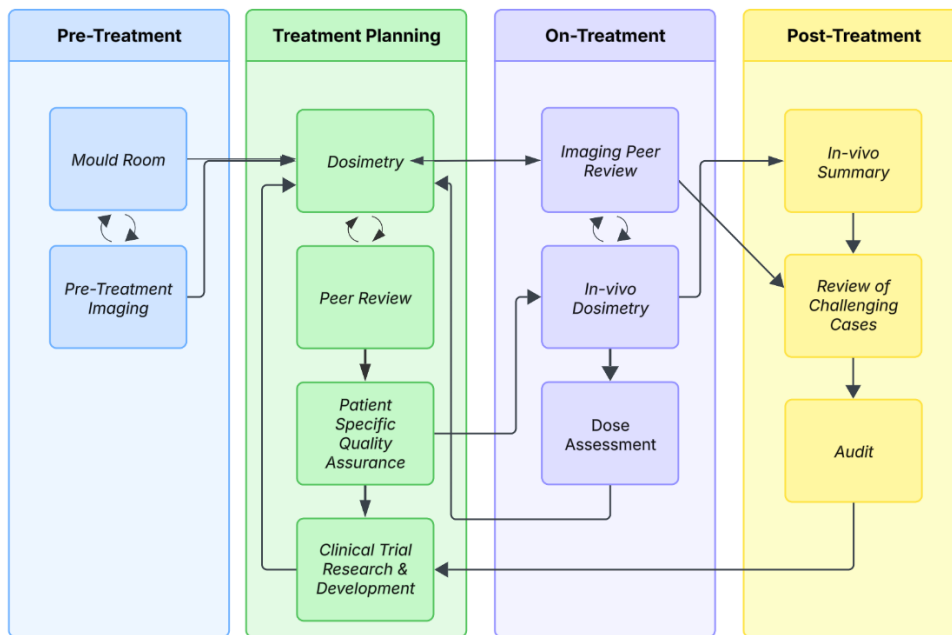 Pre-Treatment
Mould Room
Pre-Treatment
Imaging
Treatment Planning
Dosimetry
Peer Review
Patient
Specific
Quality
Assurance
Clinical Trial
Research &
Development
On-Treatment
Imaging Peer
Review
In-vivo
Dosimetry
Dose
Assessment
Post-Treatment
In-vivo
Summary
Review of
Challenging
Cases
Audit